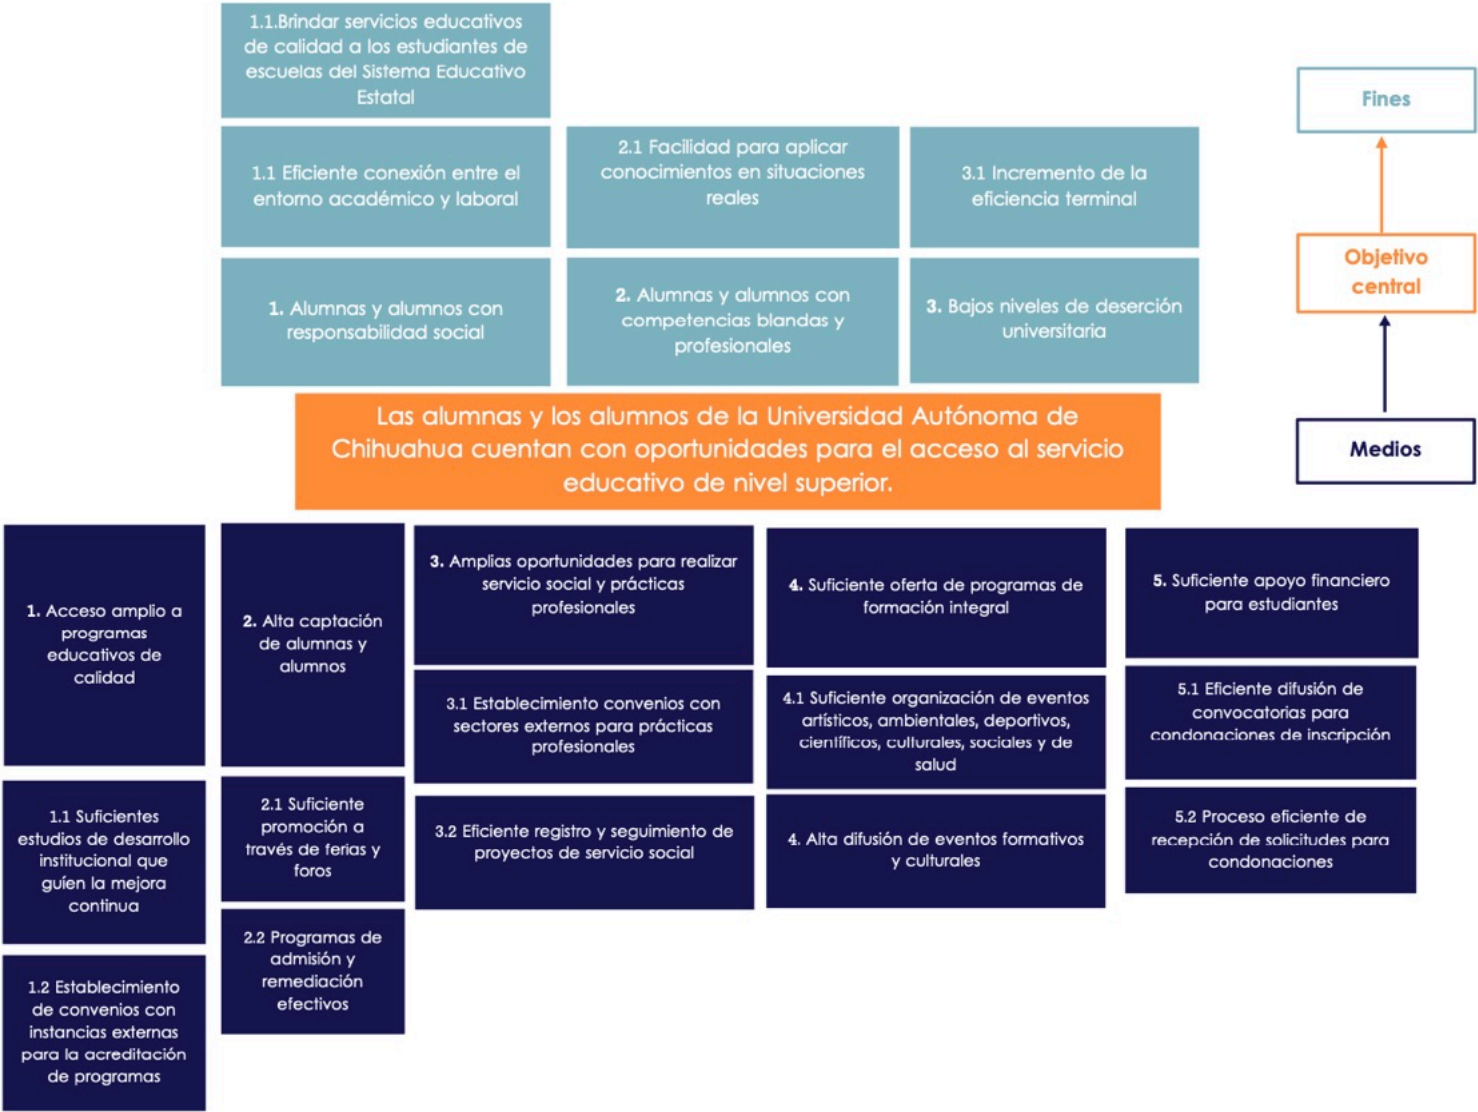 1.1.Brindar servicios educativos
de calidad a los estudiantes de
escuelas del Sistema Educativo
Estatal
1.1 Eficiente conexión entre el
entorno académico y laboral
2.1 Facilidad para aplicar
conocimientos en situaciones
reales
3.1 Incremento de la
eficiencia terminal
1. Alumnas y alumnos con
responsabilidad social
2. Alumnas y alumnos con
competencias blandas y
profesionales
3. Bajos niveles de deserción
universitaria
Fines
Objetivo
central
Medios
Las alumnas y los alumnos de la Universidad Autónoma de
Chihuahua cuentan con oportunidades para el acceso al servicio
educativo de nivel superior.
1. Acceso amplio a
programas
educativos de
calidad
1.1 Suficientes
estudios de desarrollo
institucional que
guíen la mejora
continua
1.2 Establecimiento
de convenios con
instancias externas
para la acreditación
de programas
2. Alta captación
de alumnas y
alumnos
2.1 Suficiente
promoción a
través de ferias y
foros
2.2 Programas de
admisión y
remediación
efectivos
3. Amplias oportunidades para realizar
servicio social y prácticas
profesionales
3.1 Establecimiento convenios con
sectores externos para prácticas
profesionales
3.2 Eficiente registro y seguimiento de
proyectos de servicio social
4. Suficiente oferta de programas de
formación integral
4.1 Suficiente organización de eventos
artísticos, ambientales, deportivos,
científicos, culturales, sociales y de
salud
4. Alta difusión de eventos formativos
y culturales
5. Suficiente apoyo financiero
para estudiantes
5.1 Eficiente difusión de
convocatorias para
condonaciones de inscripción
5.2 Proceso eficiente de
recepción de solicitudes para
condonaciones